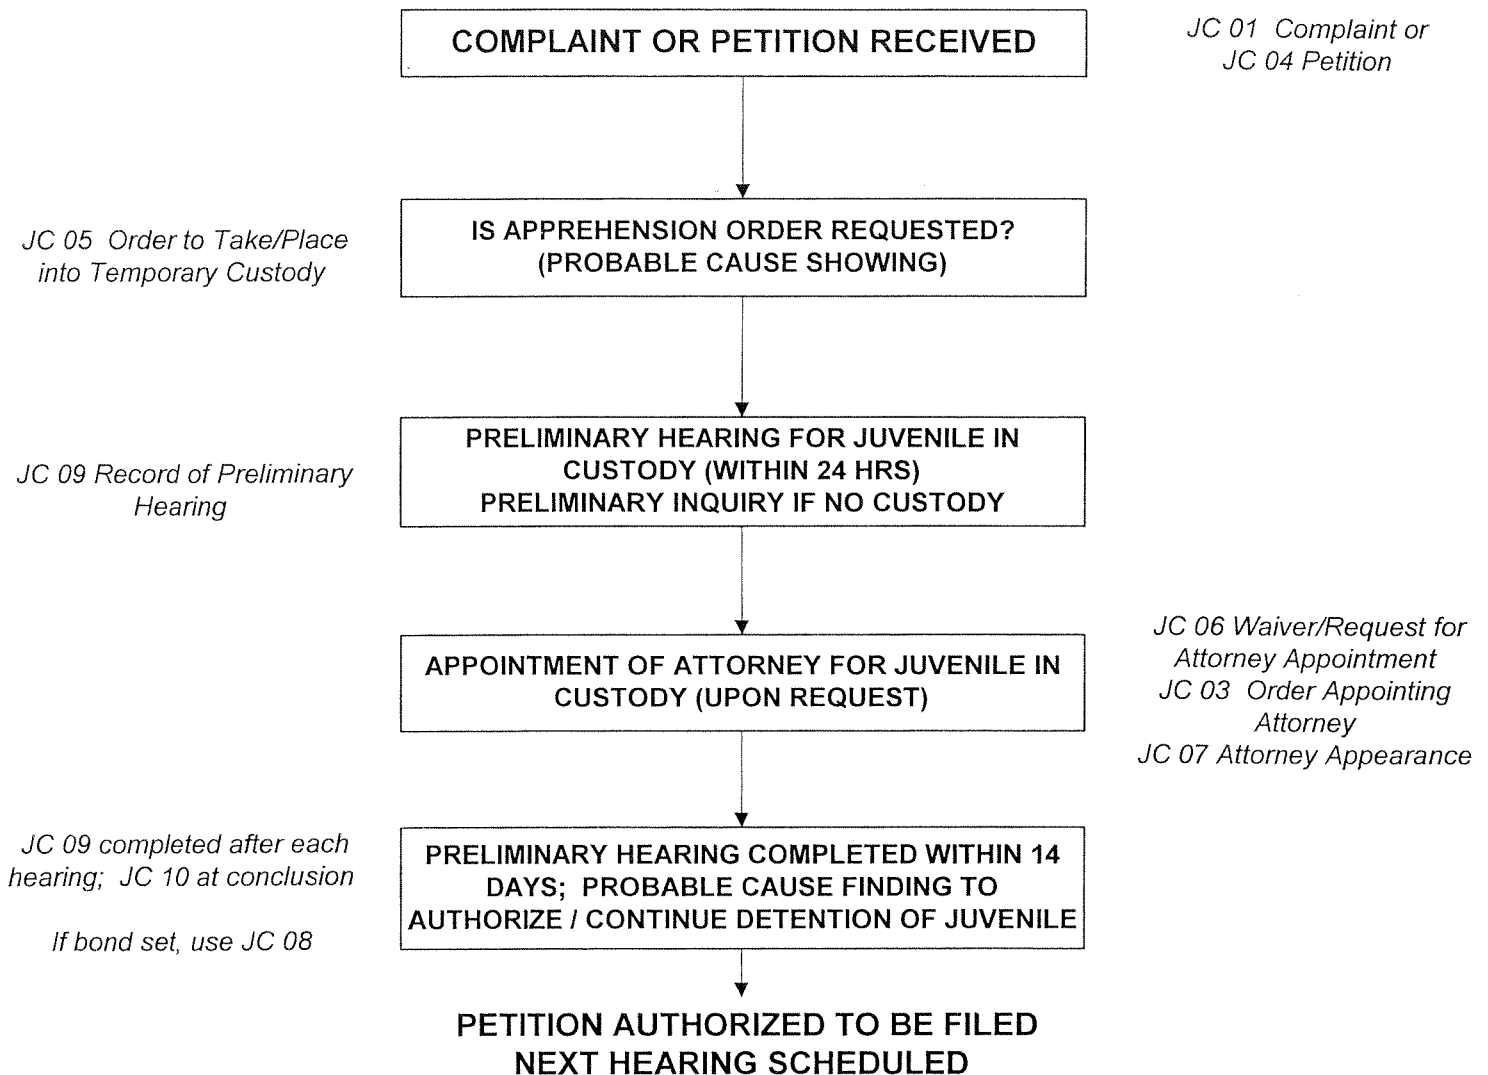 COMPLAINT OR PETITION RECEIVED
JC 01 Complaint or
JC 04 Petition
JC 05 Order to Take/Place
into Temporary Custody
IS APPREHENSION ORDER REQUESTED?
(PROBABLE CAUSE SHOWING)
JC 09 Record of Preliminary
Hearing
PRELIMINARY HEARING FOR JUVENILE IN
CUSTODY (WITHIN 24 HRS)
PRELIMINARY INQUIRY IF NO CUSTODY
APPOINTMENT OF ATTORNEY FOR JUVENILE IN
CUSTODY (UPON REQUEST)
JC 06 Waiver/Request for
Attorney Appointment
JC 03 Order Appointing
Attorney
JC 07 Attorney Appearance
JC 09 completed after each
hearing; JC 10 at conclusion
If bond set, use JC 08
PRELIMINARY HEARING COMPLETED WITHIN 14
DAYS; PROBABLE CAUSE FINDING TO
AUTHORIZE / CONTINUE DETENTION OF JUVENILE
PETITION AUTHORIZED TO BE FILED
NEXT HEARING SCHEDULED